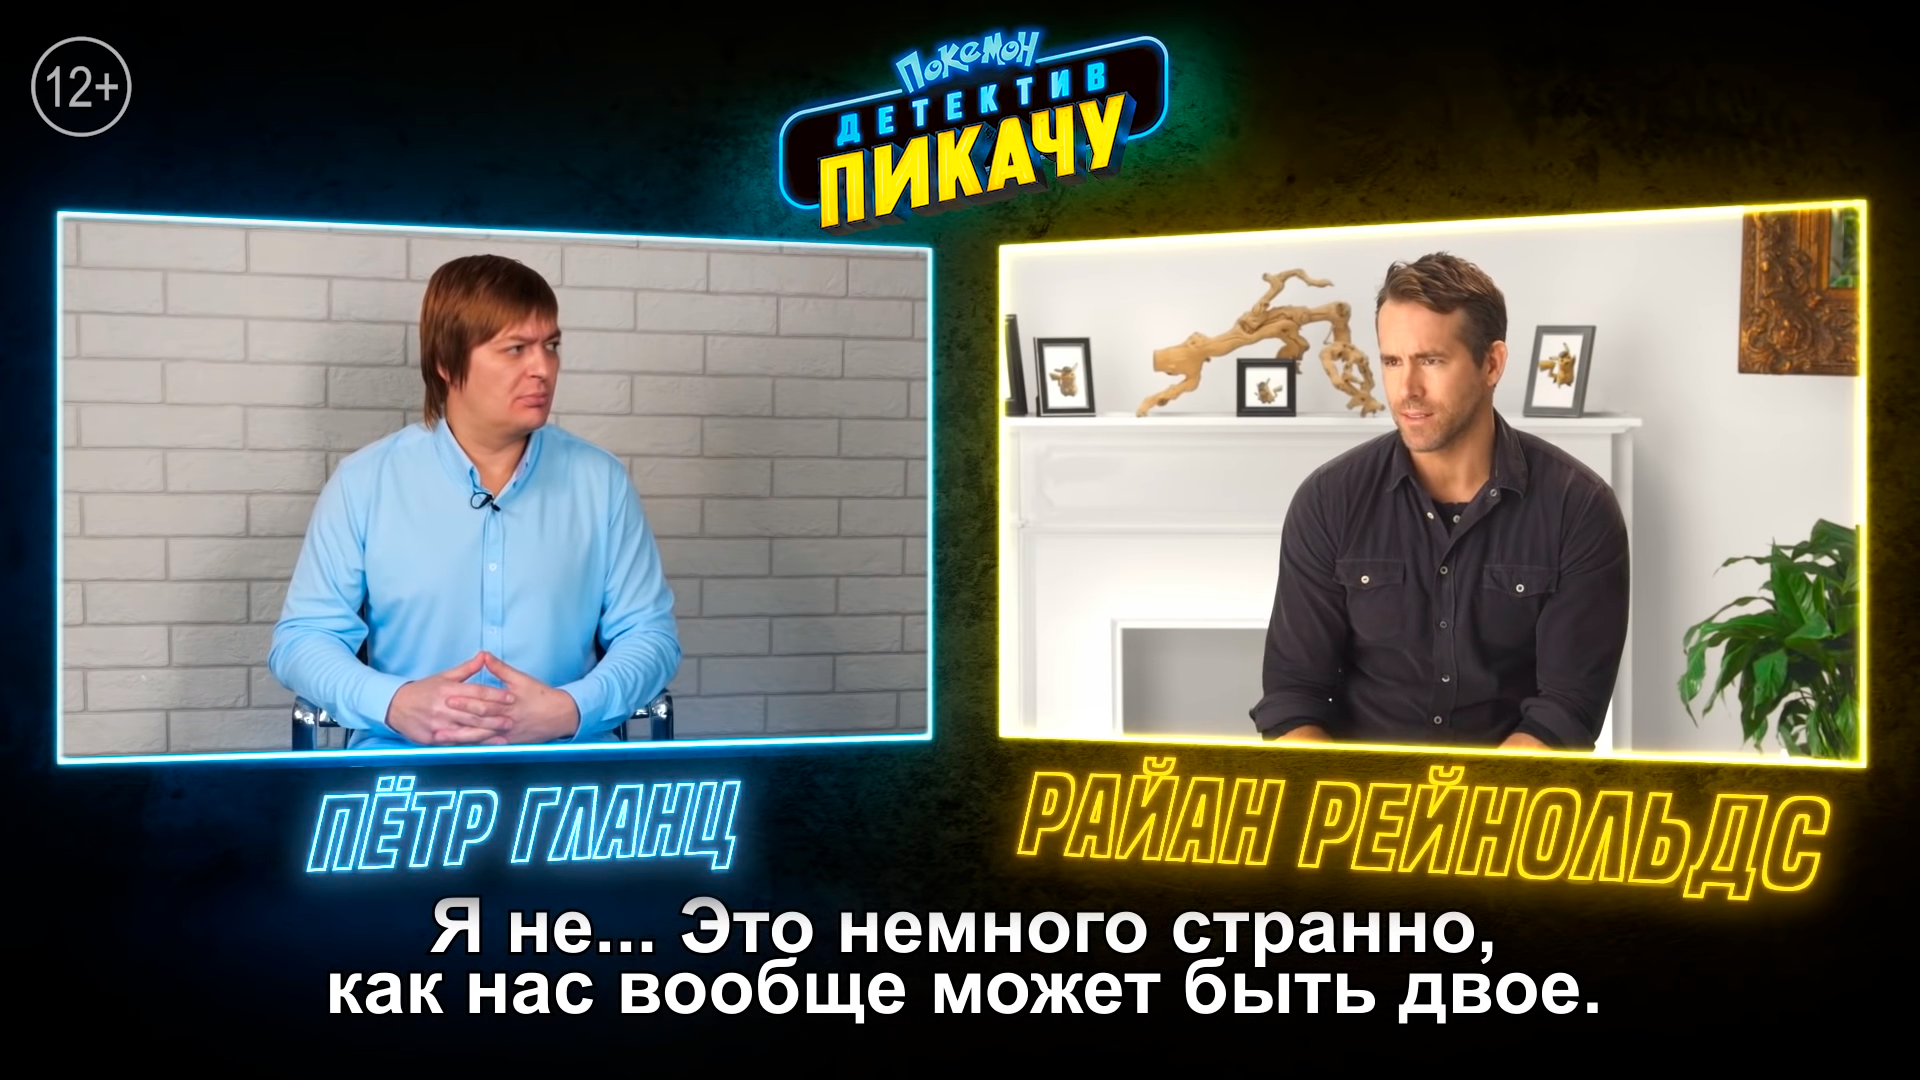 12+
ПОКЕМОН
ДЕТЕКТИВ
ПИКАЧУ
ПЁТР ГЛАНЦ
РАЙАН РЕЙНОЛЬДС
Я не... Это немного странно,
как нас вообще может быть двое.